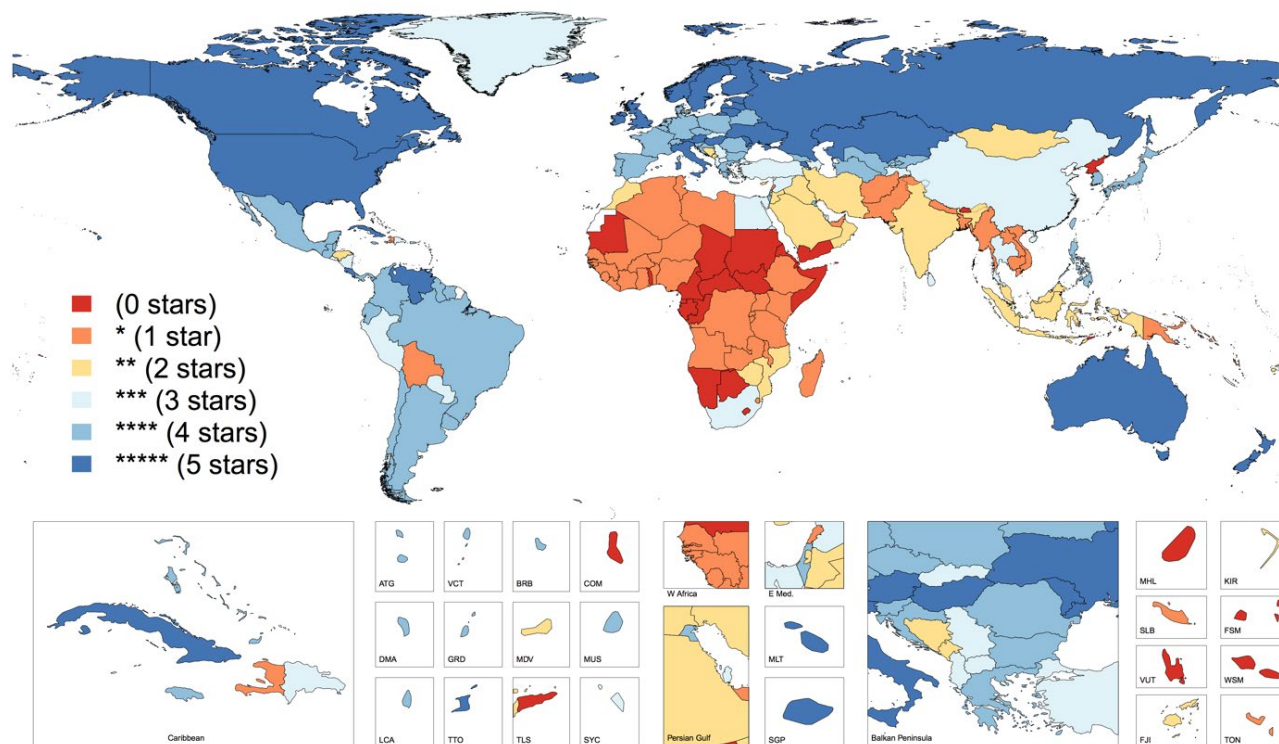 (0 stars)
* (1 star)
** (2 stars)
*** (3 stars)
**** (4 stars)
***** (5 stars)
Caribbean
ATG
VCT
BRB
COM
DMA
GRD
MDV
MUS
LCA
TTO
TLS
SYC
W Africa
E Med.
Persian Gulf
MLT
SGP
Balkan Peninsula
MHL
KIR
SLB
FSM
VUT
WSM
FJI
TON